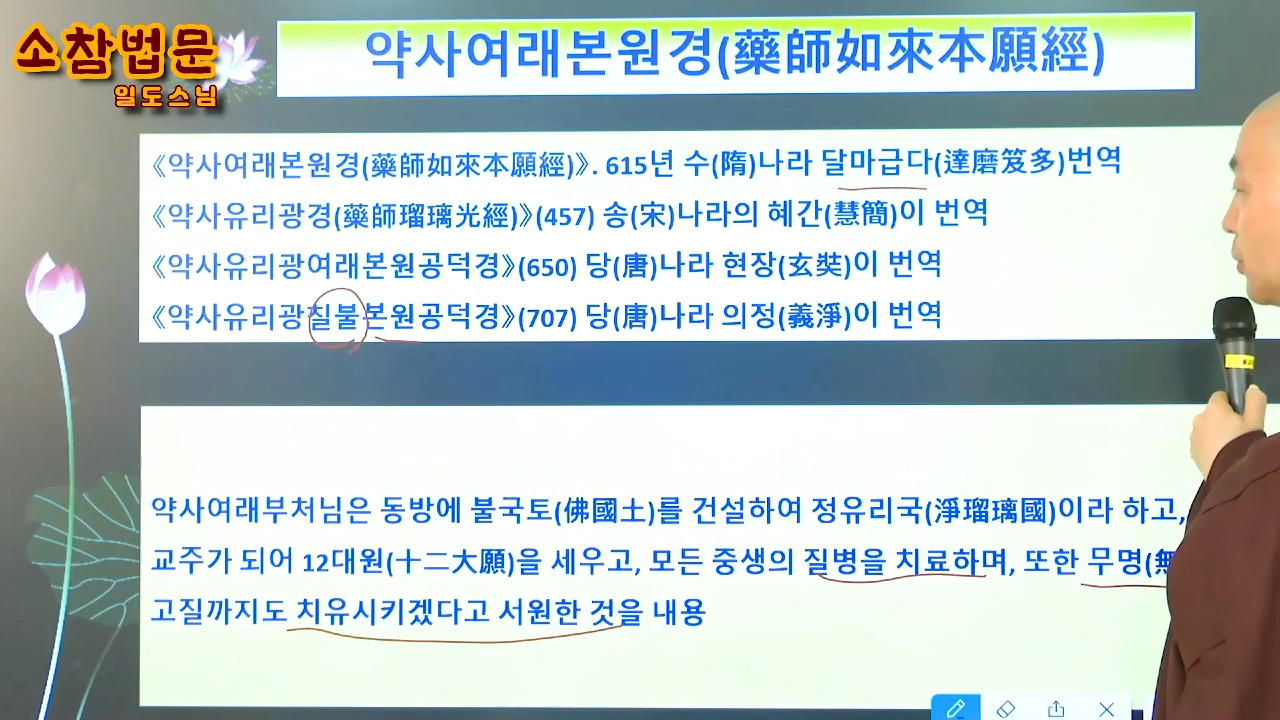 소참법문
일도스님
약사여래본원경(藥師如來本願經)
《약사여래본원경(藥師如來本願經)》. 615년 수(隋)나라 달마급다(達磨笈多)번역
《약사유리광경(藥師瑠璃光經)》(457) 송(宋)나라의 혜간(慧簡)이 번역
《약사유리광여래본원공덕경》(650) 당(唐)나라 현장(玄奘)이 번역
《약사유리광칠불본원공덕경》(707) 당(唐)나라 의정(義淨)이 번역
약사여래부처님은 동방에 불국토(佛國土)를 건설하여 정유리국(淨瑠璃國)이라 하고,
교주가 되어 12대원(十二大願)을 세우고, 모든 중생의 질병을 치료하며, 또한 무명(無
고질까지도 치유시키겠다고 서원한 것을 내용